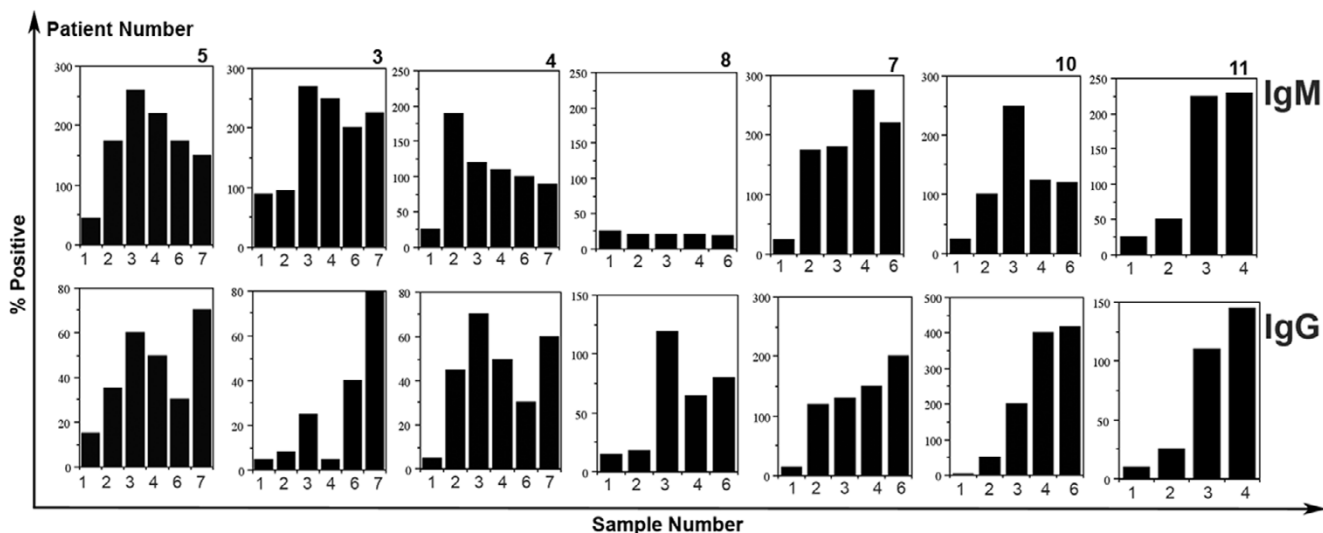 Patient Number
5 3 4 8 7 10 11
IgM
300 300 250 250 300 300 250
200 200 200 200 200 200 200
150 150 150
100 100 100 100 100 100 100
50 50 50
0 0 0 0 0 0 0
1 2 3 4 6 7 1 2 3 4 6 7 1 2 3 4 6 7 1 2 3 4 6 1 2 3 4 6 1 2 3 4 6 1 2 3 4
% Positive
IgG
80 80 80 150 300 500 150
60 60 60 100 200 400 100
40 40 40 50 100 300 50
20 20 20 0 0 200 0
0 0 0 100
0
1 2 3 4 6 7 1 2 3 4 6 7 1 2 3 4 6 7 1 2 3 4 6 1 2 3 4 6 1 2 3 4 6 1 2 3 4
Sample Number